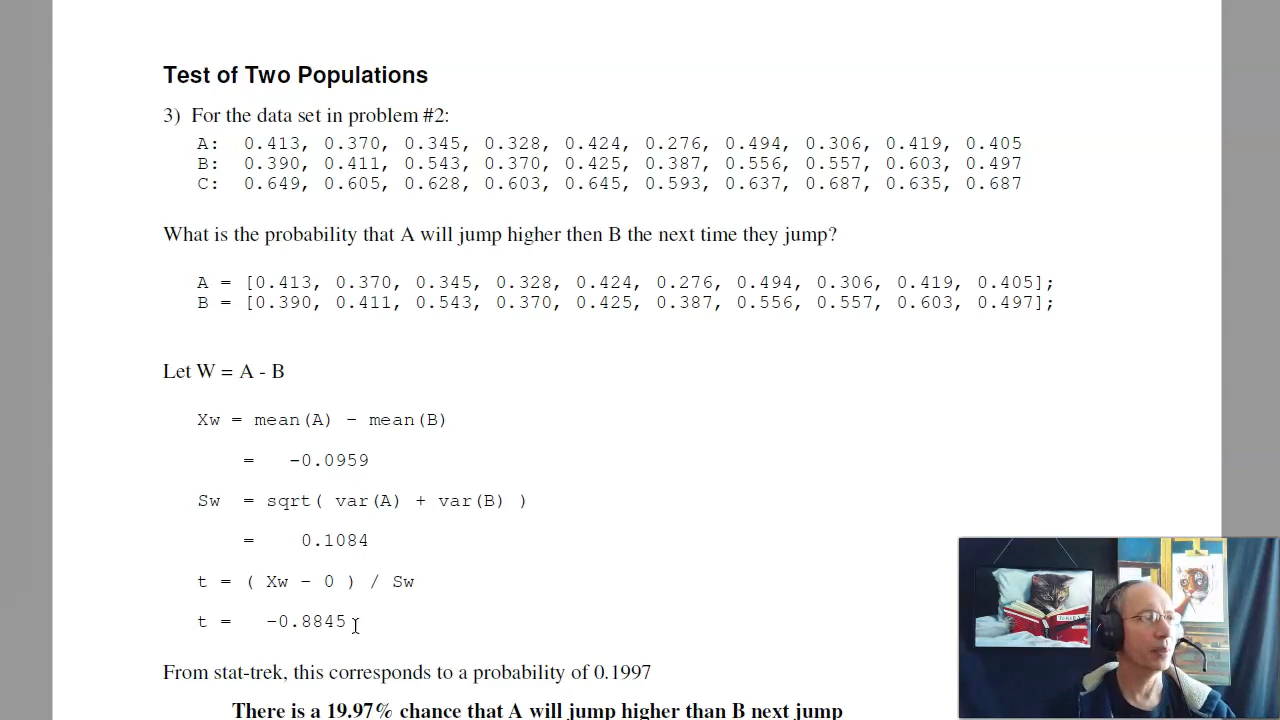 Test of Two Populations
3) For the data set in problem #2:
A: 0.413, 0.370, 0.345, 0.328, 0.424, 0.276, 0.494, 0.306, 0.419, 0.405
B: 0.390, 0.411, 0.543, 0.370, 0.425, 0.387, 0.556, 0.557, 0.603, 0.497
C: 0.649, 0.605, 0.628, 0.603, 0.645, 0.593, 0.637, 0.687, 0.635, 0.687
What is the probability that A will jump higher then B the next time they jump?
A = [0.413, 0.370, 0.345, 0.328, 0.424, 0.276, 0.494, 0.306, 0.419, 0.405];
B = [0.390, 0.411, 0.543, 0.370, 0.425, 0.387, 0.556, 0.557, 0.603, 0.497];
Let W = A - B
Xw = mean(A) - mean(B)
= -0.0959
Sw = sqrt( var(A) + var(B) )
= 0.1084
t = ( Xw - 0 ) / Sw
t = -0.8845
From stat-trek, this corresponds to a probability of 0.1997
There is a 19.97% chance that A will jump higher than B next jump